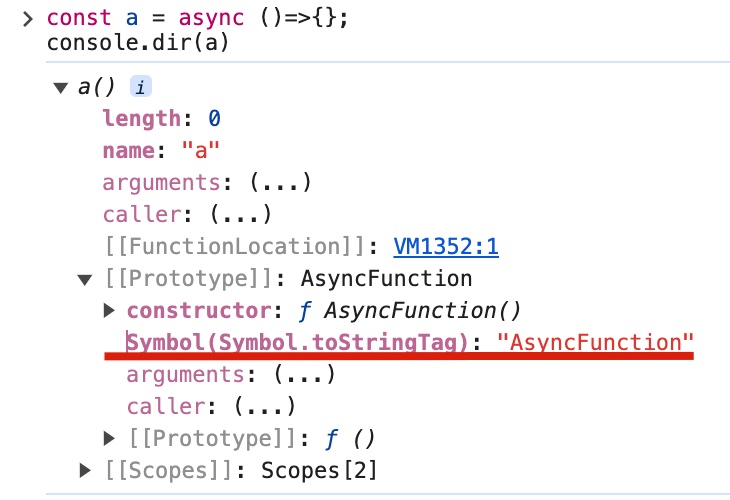 const a = async ()=>{};
console.dir(a)
a() i
length: 0
name: "a"
arguments: (...)
caller: (...)
[[FunctionLocation]]: VM1352:1
[[Prototype]]: AsyncFunction
constructor: ƒ AsyncFunction()
Symbol(Symbol.toStringTag): "AsyncFunction"
arguments: (...)
caller: (...)
[[Prototype]]: ƒ ()
[[Scopes]]: Scopes[2]